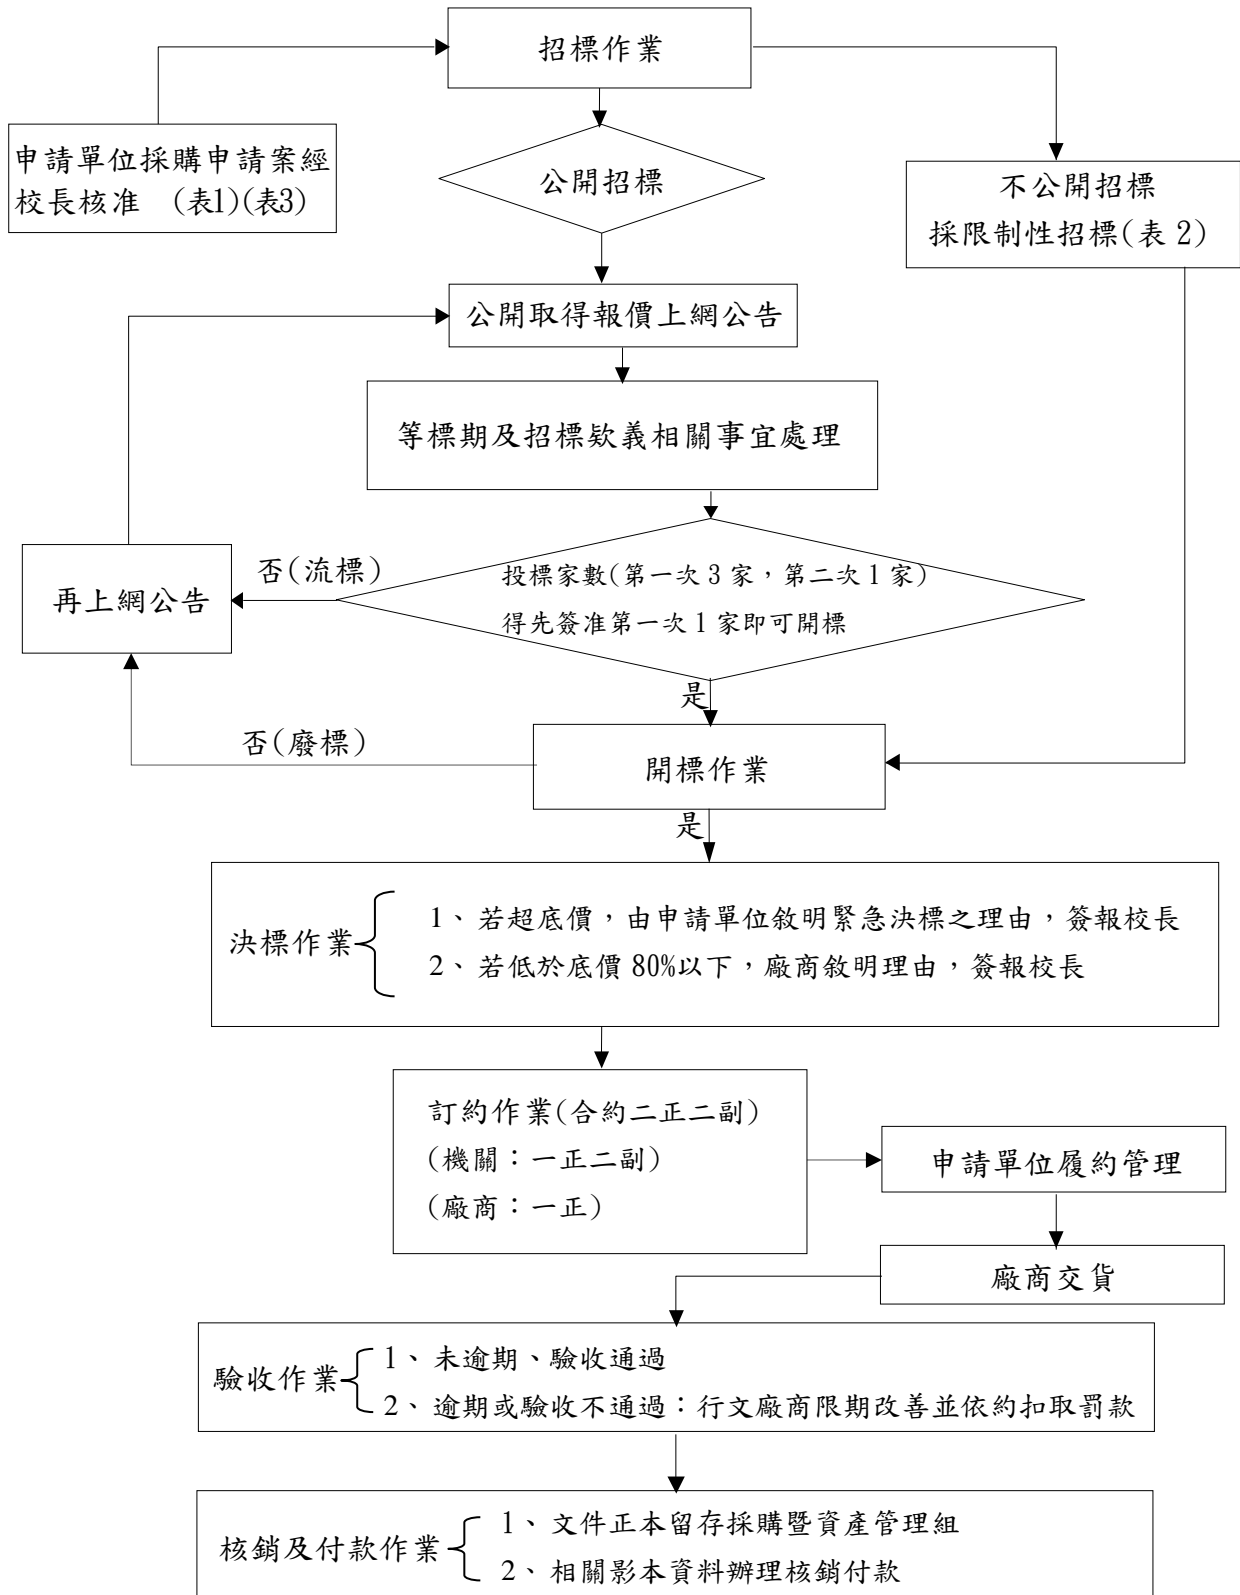 招標作業
申請單位採購申請案經
校長核准 (表1)(表3)
公開招標
不公開招標
採限制性招標(表 2)
公開取得報價上網公告
等標期及招標欵義相關事宜處理
否(流標)
投標家數(第一次 3 家，第二次 1 家)
再上網公告
得先簽准第一次 1 家即可開標
是
否(廢標)
開標作業
是
決標作業
1、 若超底價，由申請單位敘明緊急決標之理由，簽報校長
2、 若低於底價 80%以下，廠商敘明理由，簽報校長
訂約作業(合約二正二副)
(機關：一正二副)
(廠商：一正)
申請單位履約管理
廠商交貨
驗收作業
1、 未逾期、驗收通過
2、 逾期或驗收不通過：行文廠商限期改善並依約扣取罰款
核銷及付款作業
1、 文件正本留存採購暨資產管理組
2、 相關影本資料辦理核銷付款